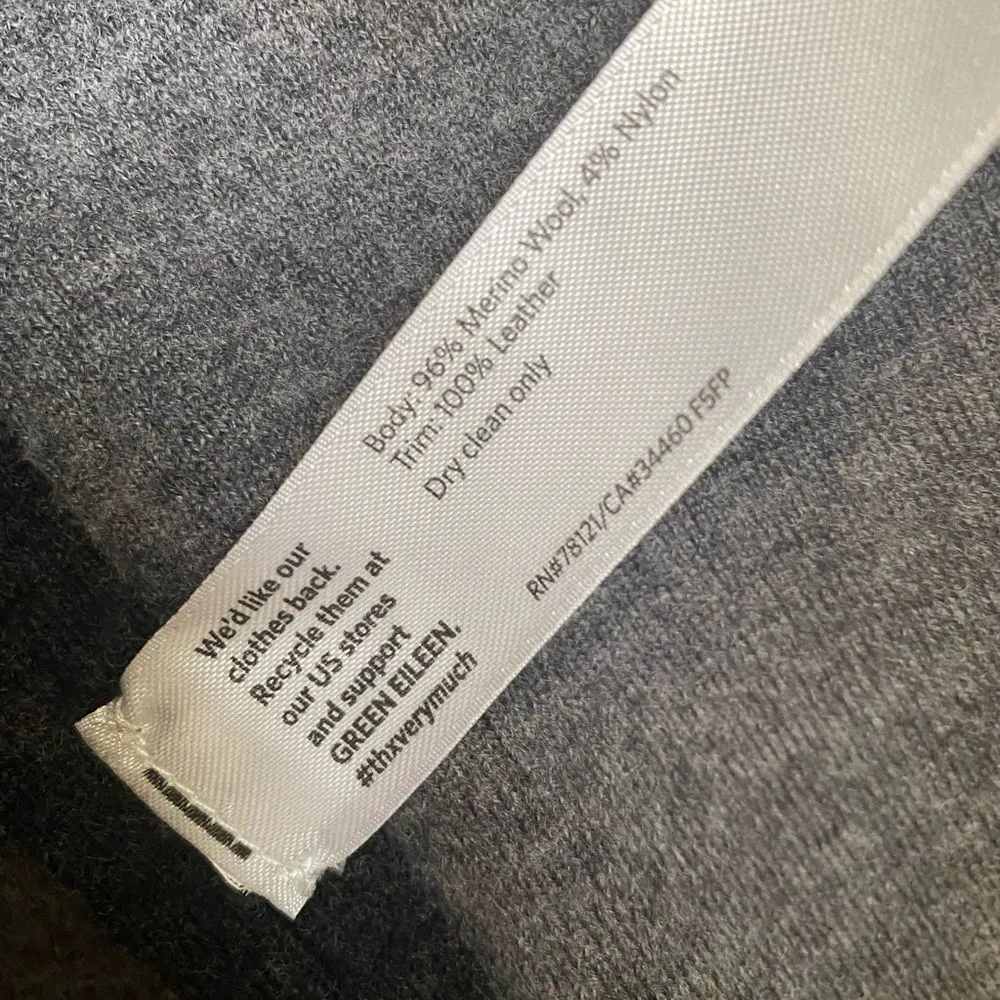 Body: 96% Merino Wool, 4% Nylon
Trim: 100% Leather
Dry clean only
RN#78121/CA#34460 F5FP
We'd like our
clothes back.
Recycle them at
our US stores
and support
GREEN EILEEN.
#thxverymuch